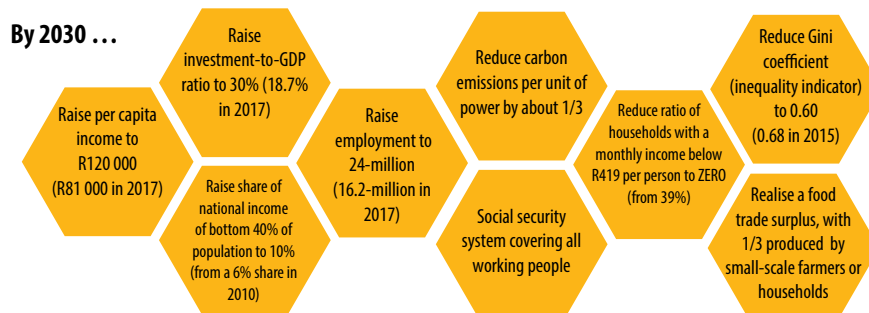 By 2030 …
Raise per capita
income to
R120 000
(R81 000 in 2017)
Raise
investment-to-GDP
ratio to 30% (18.7%
in 2017)
Raise share of
national income
of bottom 40% of
population to 10%
(from a 6% share in
2010)
Raise
employment to
24-million
(16.2-million in
2017)
Reduce carbon
emissions per unit of
power by about 1/3
Social security
system covering all
working people
Reduce ratio of
households with a
monthly income below
R419 per person to ZERO
(from 39%)
Reduce Gini
coefficient
(inequality indicator)
to 0.60
(0.68 in 2015)
Realise a food
trade surplus, with
1/3 produced by
small-scale farmers or
households